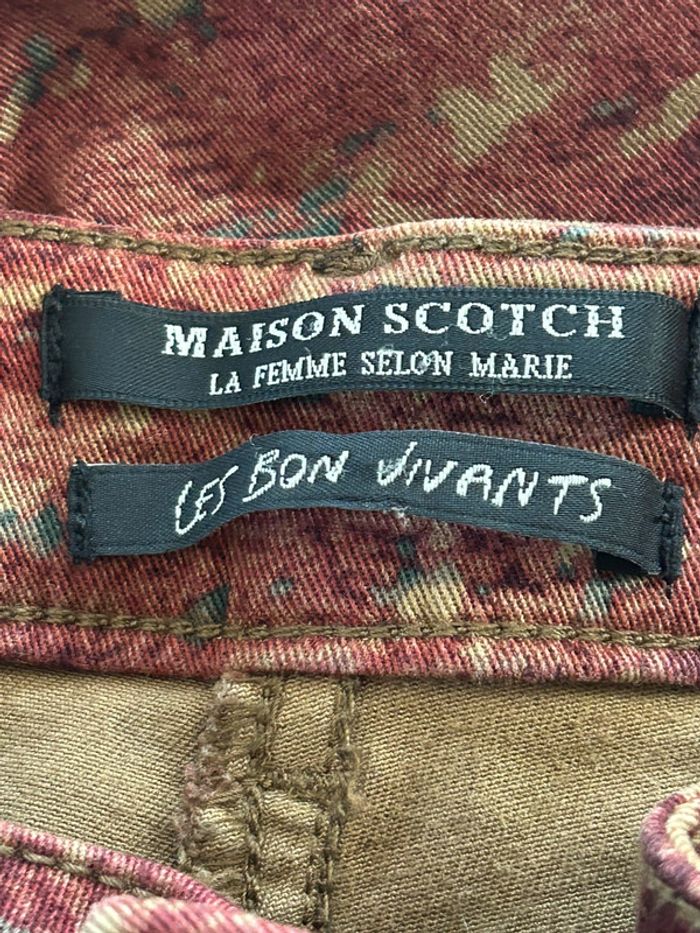 MAISON SCOTCH
LA FEMME SELON MARIE
LES BON VIVANTS